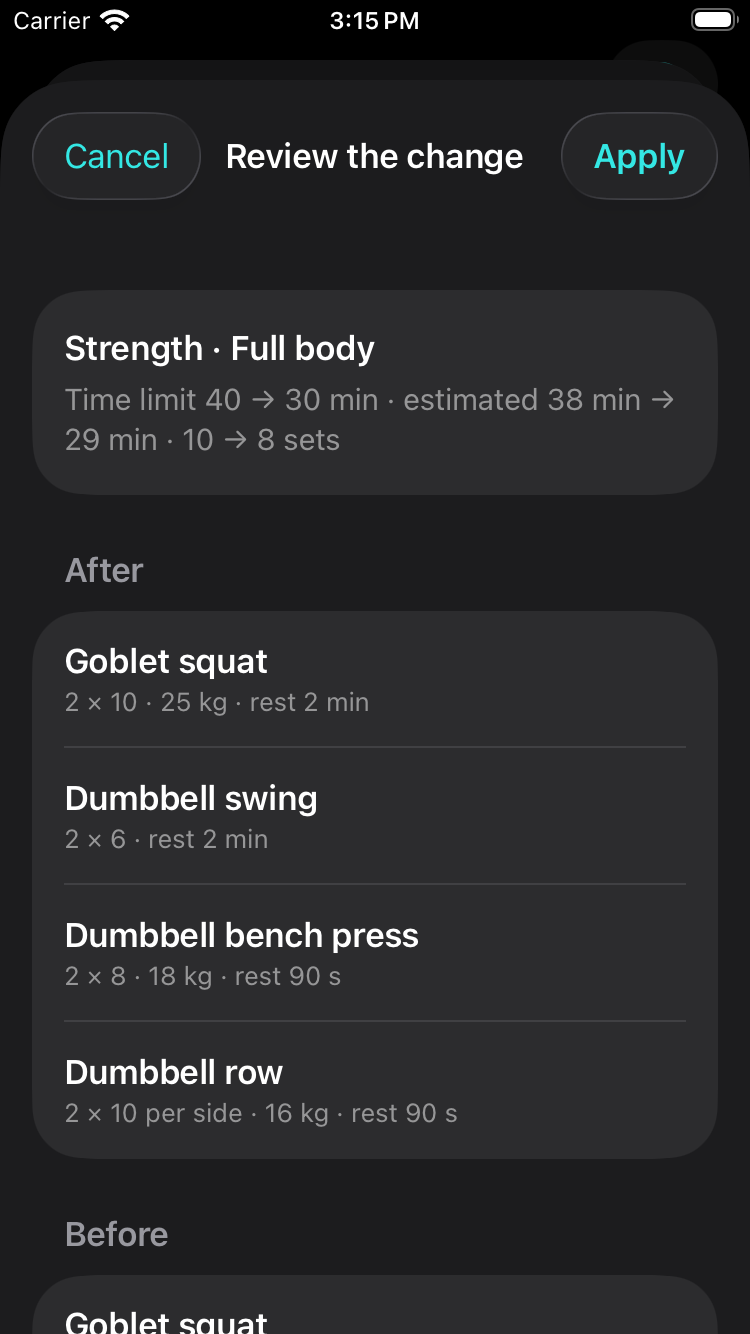 Carrier
3:15 PM
Cancel
Review the change
Apply
Strength · Full body
Time limit 40 → 30 min · estimated 38 min →
29 min · 10 → 8 sets
After
Goblet squat
2 × 10 · 25 kg · rest 2 min
Dumbbell swing
2 × 6 · rest 2 min
Dumbbell bench press
2 × 8 · 18 kg · rest 90 s
Dumbbell row
2 × 10 per side · 16 kg · rest 90 s
Before
Goblet squat